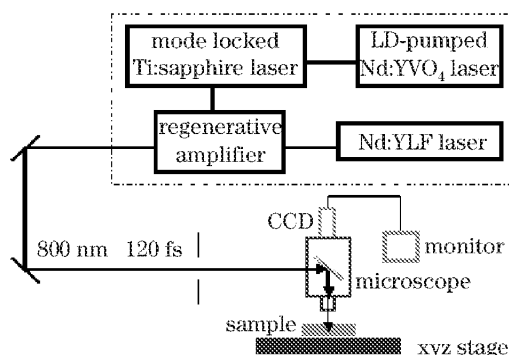 mode locked
Ti:sapphire laser
LD-pumped
Nd:YVO₄ laser
regenerative
amplifier
Nd:YLF laser
CCD
800 nm 120 fs
monitor
microscope
sample
xyz stage